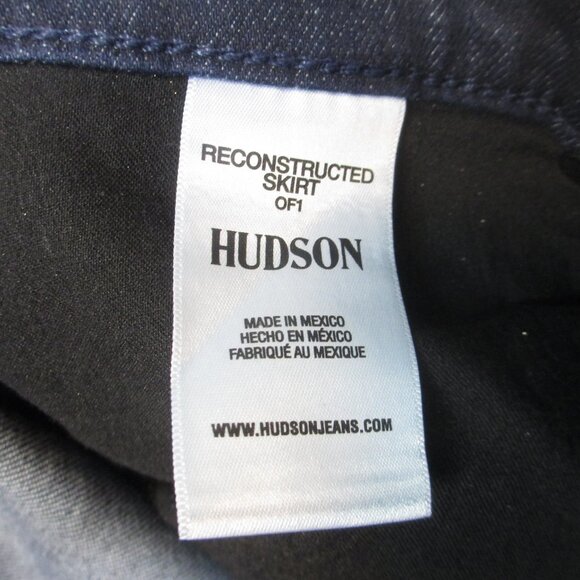 RECONSTRUCTED
SKIRT
OF1
HUDSON
MADE IN MEXICO
HECHO EN MÉXICO
FABRIQUÉ AU MEXIQUE
WWW.HUDSONJEANS.COM